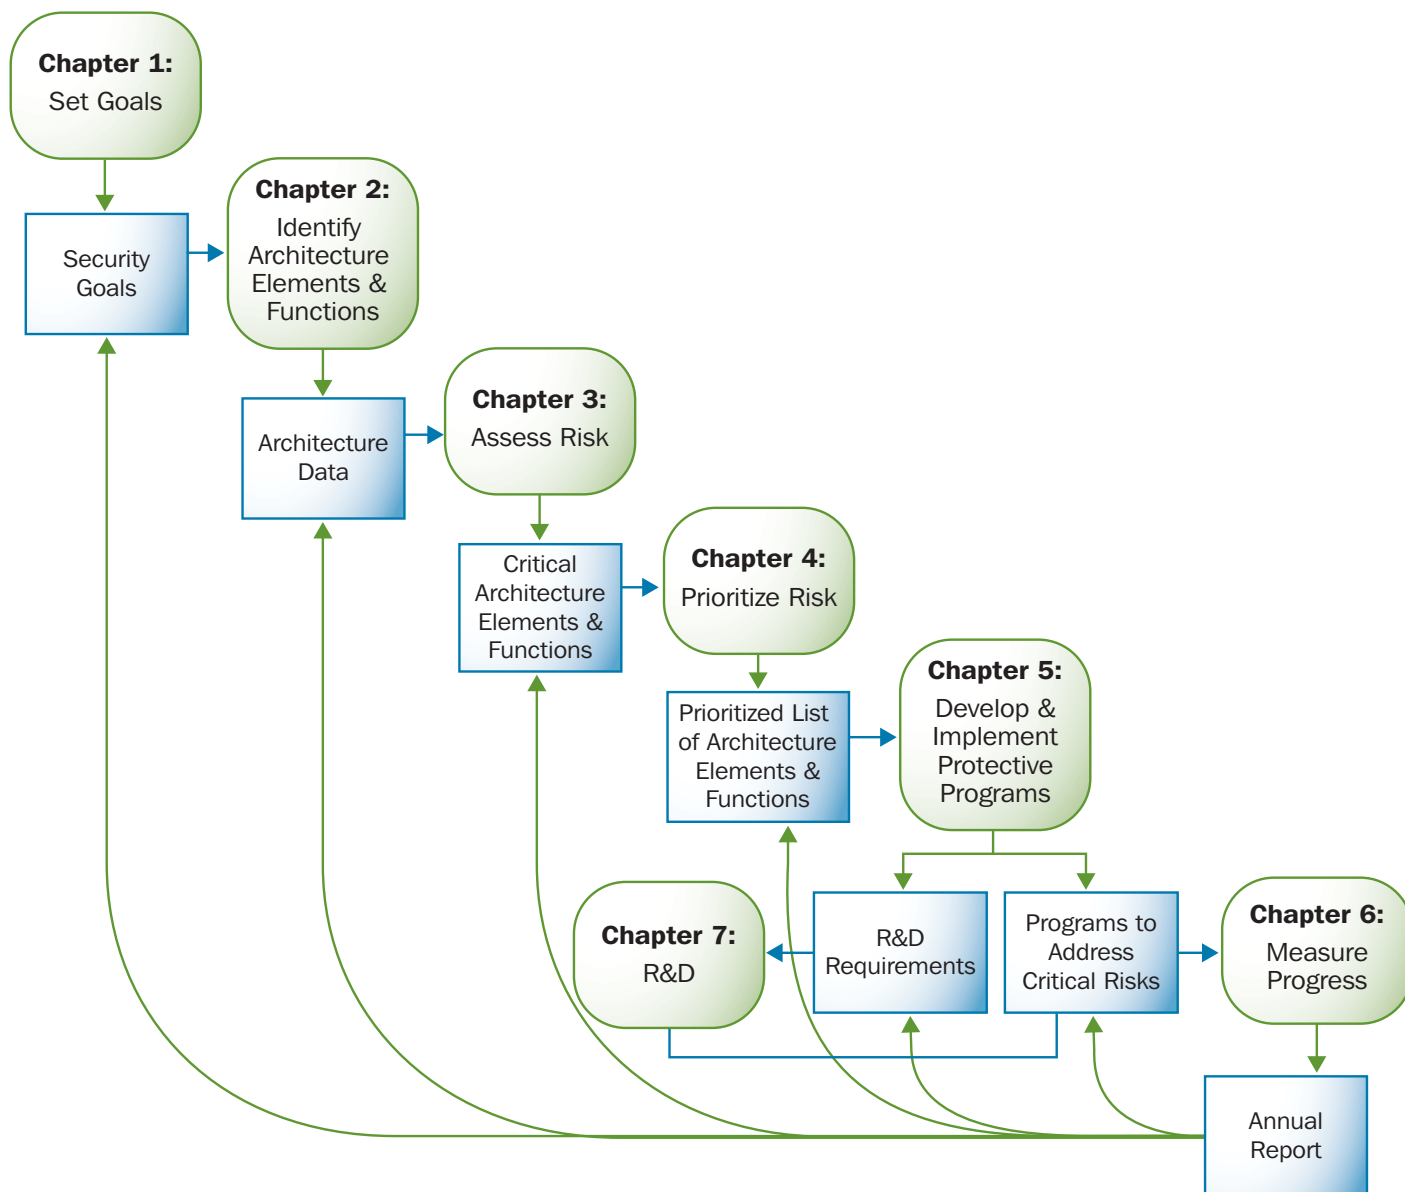 Chapter 1:
Set Goals
Security
Goals
Chapter 2:
Identify
Architecture
Elements &
Functions
Architecture
Data
Chapter 3:
Assess Risk
Critical
Architecture
Elements &
Functions
Chapter 4:
Prioritize Risk
Prioritized List
of Architecture
Elements &
Functions
Chapter 5:
Develop &
Implement
Protective
Programs
Chapter 7:
R&D
R&D
Requirements
Programs to
Address
Critical Risks
Chapter 6:
Measure
Progress
Annual
Report